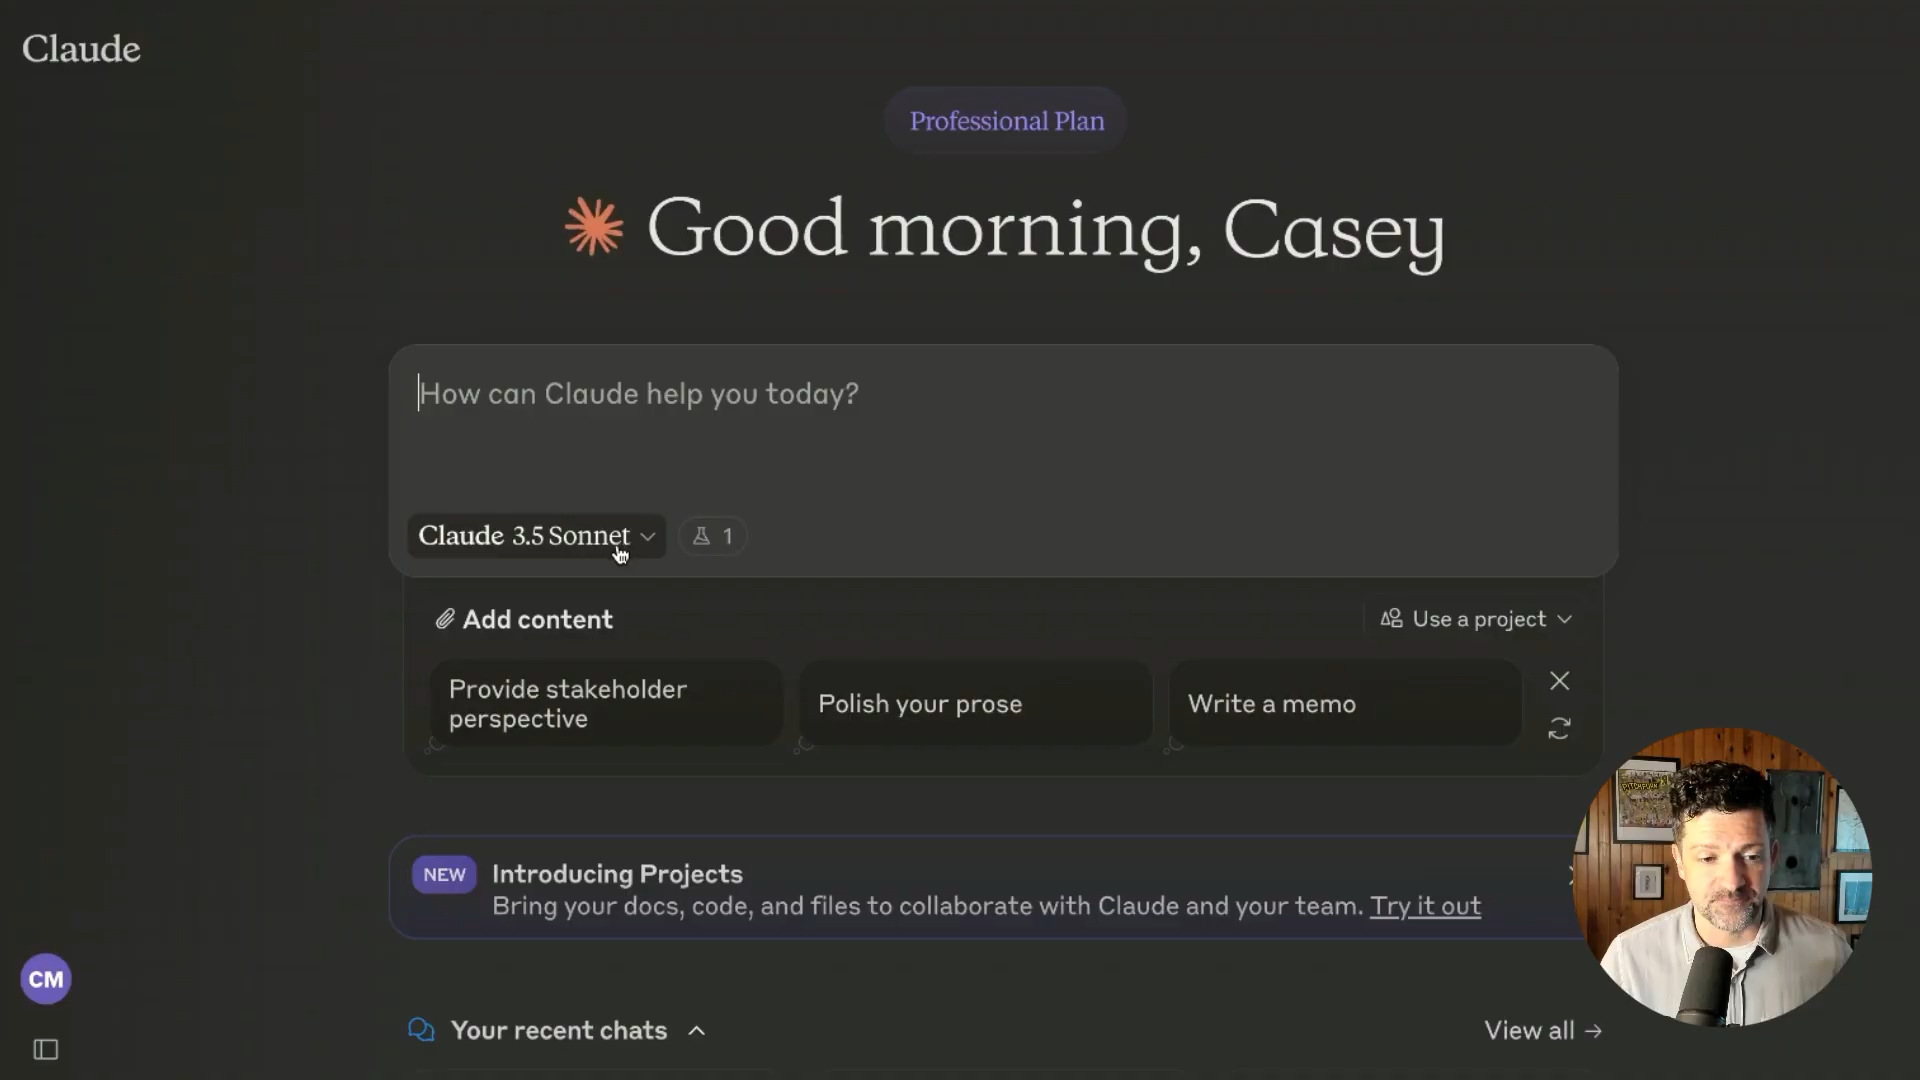 Claude
Professional Plan
Good morning, Casey
How can Claude help you today?
Claude 3.5 Sonnet
1
Add content
Use a project
Provide stakeholder
perspective
Polish your prose
Write a memo
NEW
Introducing Projects
Bring your docs, code, and files to collaborate with Claude and your team. Try it out
PITCHFORK
CM
Your recent chats
View all